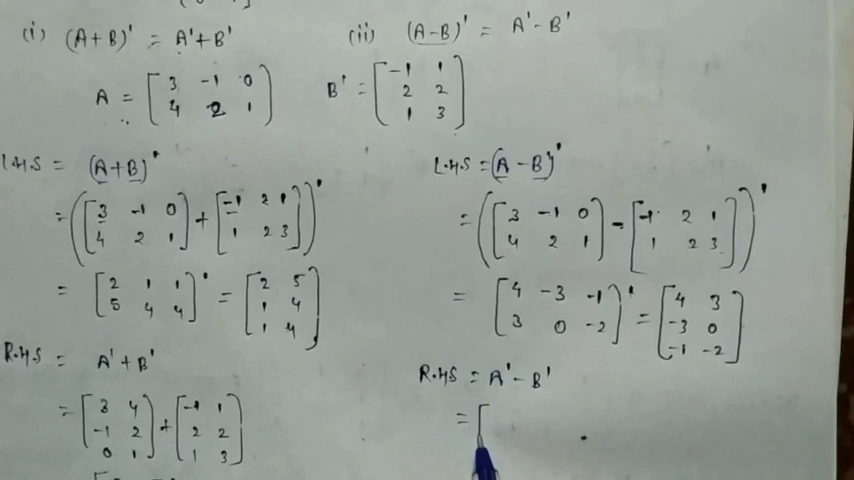 (i) (A+B)' = A'+B' (ii) (A-B)' = A'-B'
A = [3 -1 0
4 2 1]
B' = [-1 1
2 2
1 3]
L.H.S = (A+B)'
= ([3 -1 0
4 2 1] + [-1 2 1
1 2 3])'
= [2 1 1
5 4 4]' = [2 5
1 4
1 4]
R.H.S = A'+B'
= [3 4
-1 2
0 1] + [-1 1
2 2
1 3]
L.H.S = (A-B)'
= ([3 -1 0
4 2 1] - [-1 2 1
1 2 3])'
= [4 -3 -1
3 0 -2]' = [4 3
-3 0
-1 -2]
R.H.S = A'-B'
= [